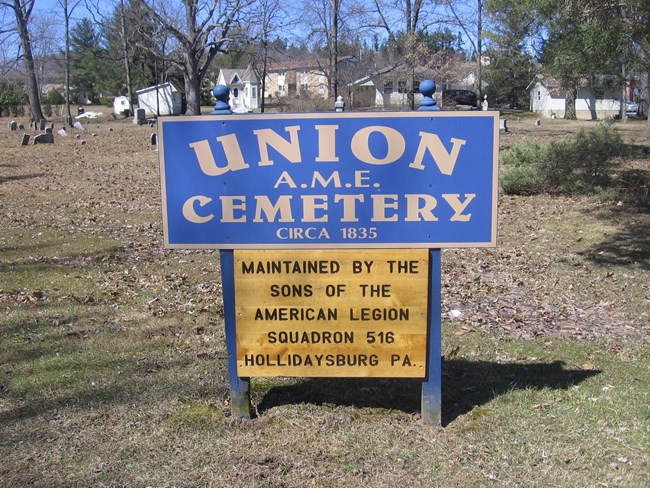 UNION
A.M.E.
CEMETERY
CIRCA 1835
MAINTAINED BY THE
SONS OF THE
AMERICAN LEGION
SQUADRON 516
HOLLIDAYSBURG PA.